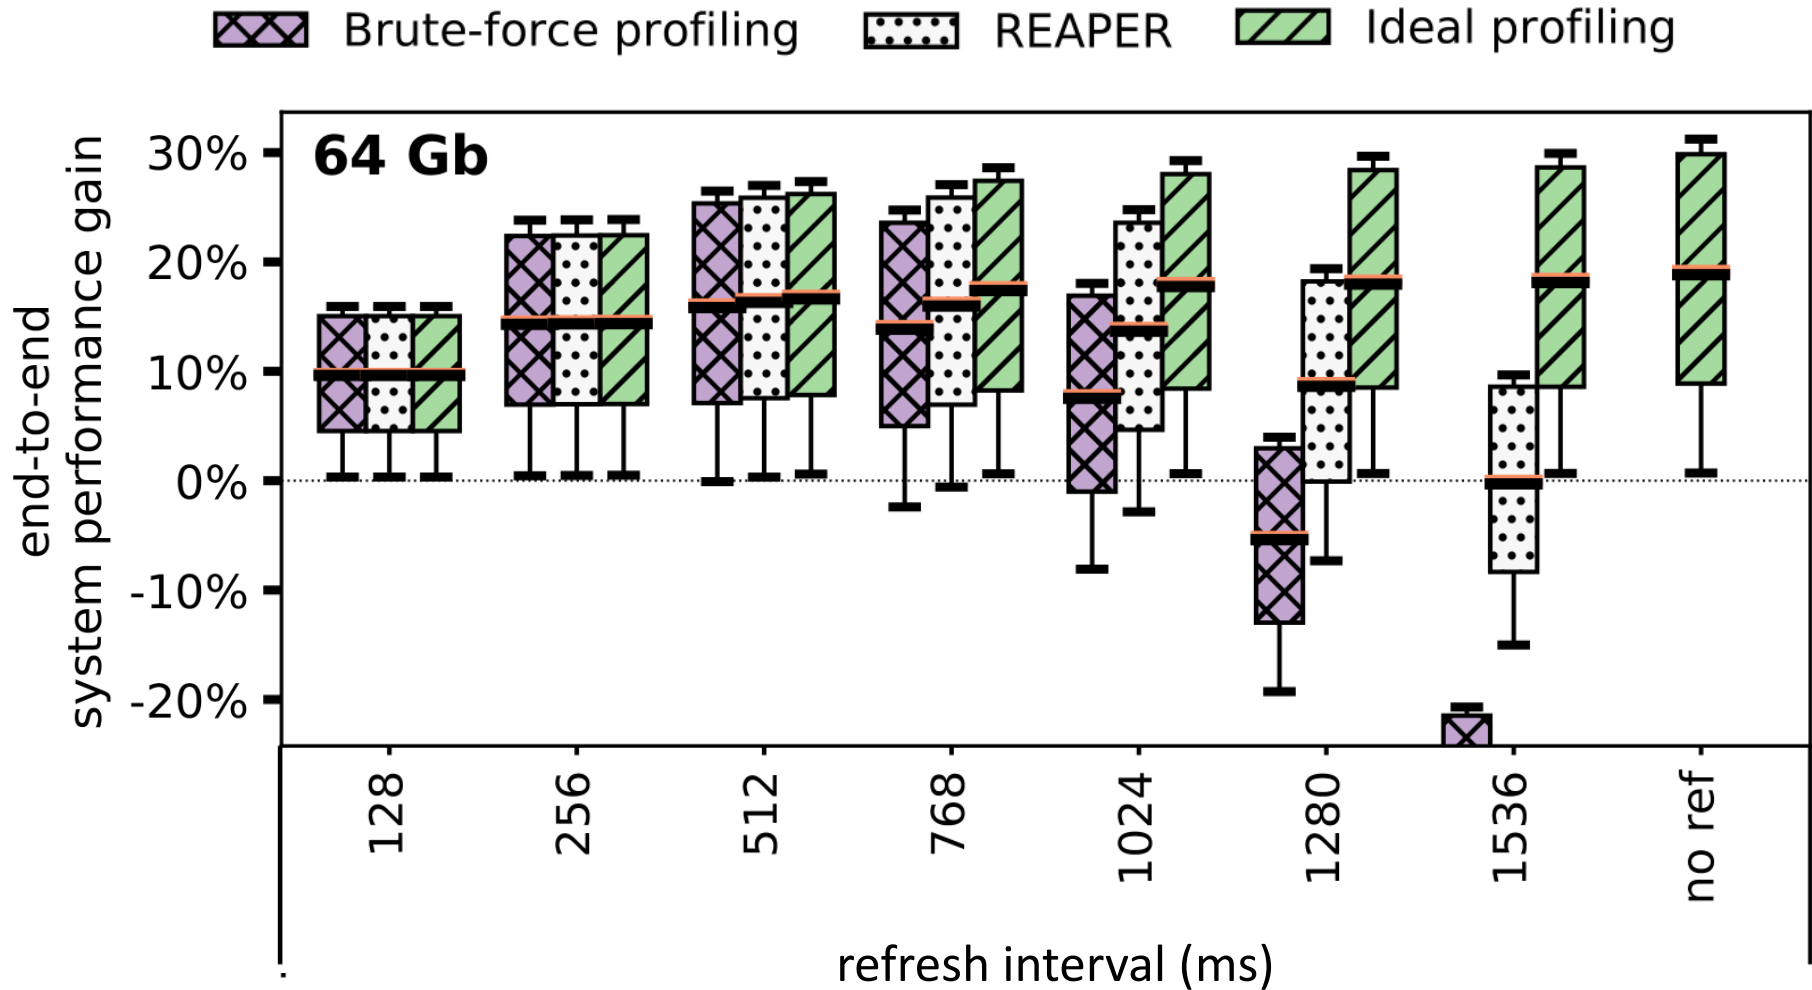 Brute-force profiling REAPER Ideal profiling
64 Gb
end-to-end
system performance gain
30%
20%
10%
0%
-10%
-20%
128 256 512 768 1024 1280 1536 no ref
refresh interval (ms)